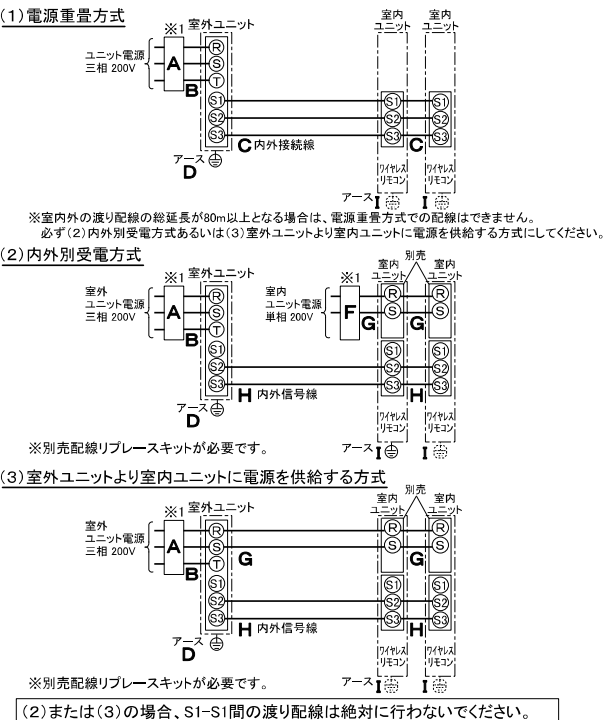 (1)電源重畳方式
※1 室外ユニット
室内ユニット 室内ユニット
ユニット電源
三相 200V
A
B
R
S
T
S1
S2
S3
S1 S1
S2 S2
S3 S3
C 内外接続線
C
アース
D
ワイヤレスリモコン ワイヤレスリモコン
アース I I
※室内外の渡り配線の総延長が80m以上となる場合は、電源重畳方式での配線はできません。
必ず(2)内外別受電方式あるいは(3)室外ユニットより室内ユニットに電源を供給する方式にしてください。
(2)内外別受電方式
別売
※1 室外ユニット
※1
室内ユニット 室内ユニット
室外
ユニット電源
三相 200V
A
B
R
S
T
S1
S2
S3
室内
ユニット電源
単相 200V
F
G G
R R
S S
S1 S1
S2 S2
S3 S3
H 内外信号線
H
アース
D
ワイヤレスリモコン ワイヤレスリモコン
※別売配線リプレースキットが必要です。
アース I I
(3)室外ユニットより室内ユニットに電源を供給する方式
別売
※1 室外ユニット
室内ユニット 室内ユニット
室外
ユニット電源
三相 200V
A
B
R
S
T
S1
S2
S3
G G
R R
S S
S1 S1
S2 S2
S3 S3
H 内外信号線
H
アース
D
ワイヤレスリモコン ワイヤレスリモコン
※別売配線リプレースキットが必要です。
アース I I
(2)または(3)の場合、S1-S1間の渡り配線は絶対に行わないでください。